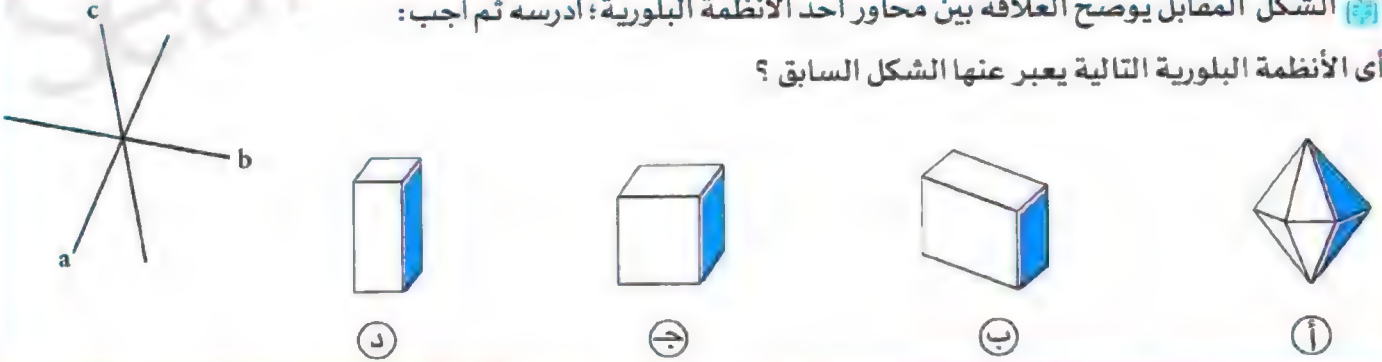 الشكل المقابل يوضح العلاقة بين محاور أحد الأنظمة البلورية؛ ادرسه ثم أجب:
أى الأنظمة البلورية التالية يعبر عنها الشكل السابق ؟
c
b
a
أ
ب
جـ
د